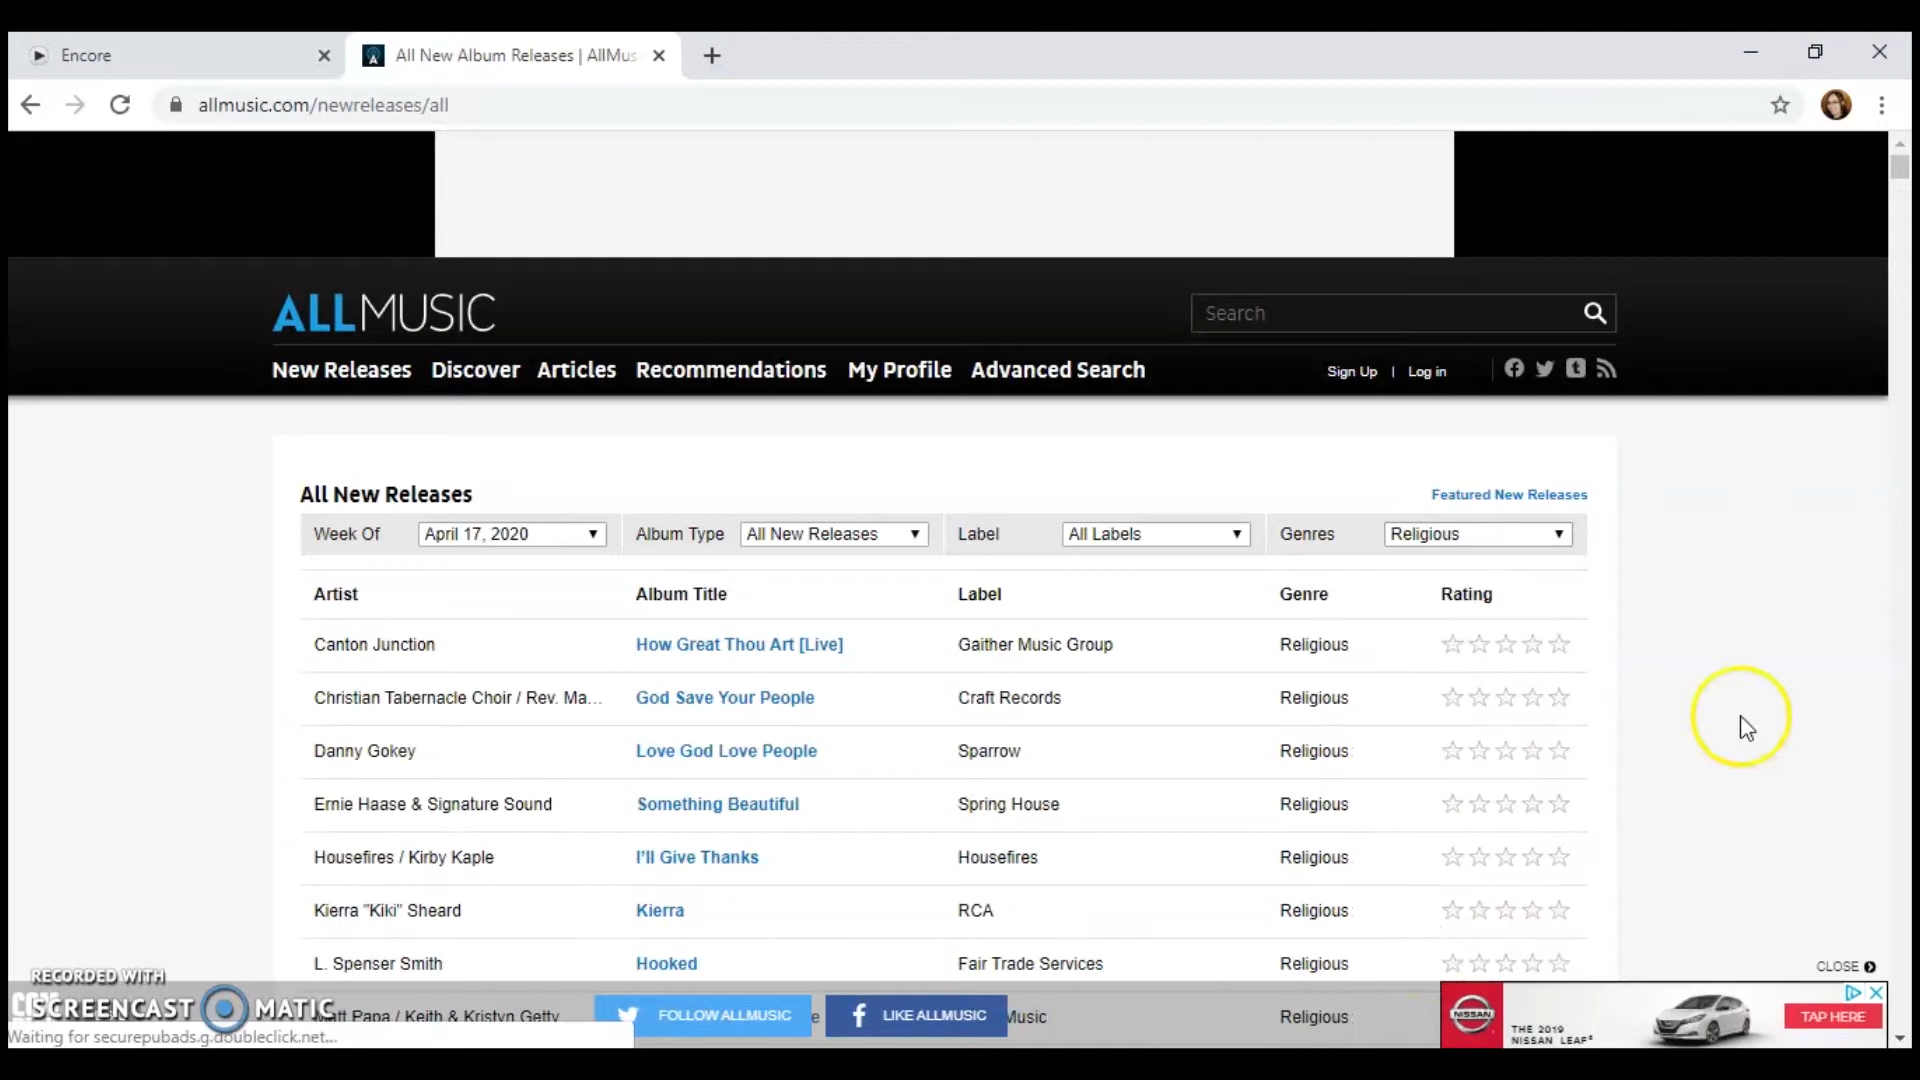 Encore
All New Album Releases | AllMus
allmusic.com/newreleases/all
ALLMUSIC
Search
New Releases Discover Articles Recommendations My Profile Advanced Search Sign Up | Log in
All New Releases Featured New Releases
Week Of April 17, 2020 Album Type All New Releases Label All Labels Genres Religious
Artist Album Title Label Genre Rating
Canton Junction How Great Thou Art [Live] Gaither Music Group Religious
Christian Tabernacle Choir / Rev. Ma... God Save Your People Craft Records Religious
Danny Gokey Love God Love People Sparrow Religious
Ernie Haase & Signature Sound Something Beautiful Spring House Religious
Housefires / Kirby Kaple I'll Give Thanks Housefires Religious
Kierra "Kiki" Sheard Kierra RCA Religious
L. Spenser Smith Hooked Fair Trade Services Religious
CLOSE
RECORDED WITH
SCREENCAST MATIC
Matt Papa / Keith & Kristyn Getty Music Religious
FOLLOW ALLMUSIC LIKE ALLMUSIC
NISSAN THE 2019
NISSAN LEAF® TAP HERE
Waiting for securepubads.g.doubleclick.net...